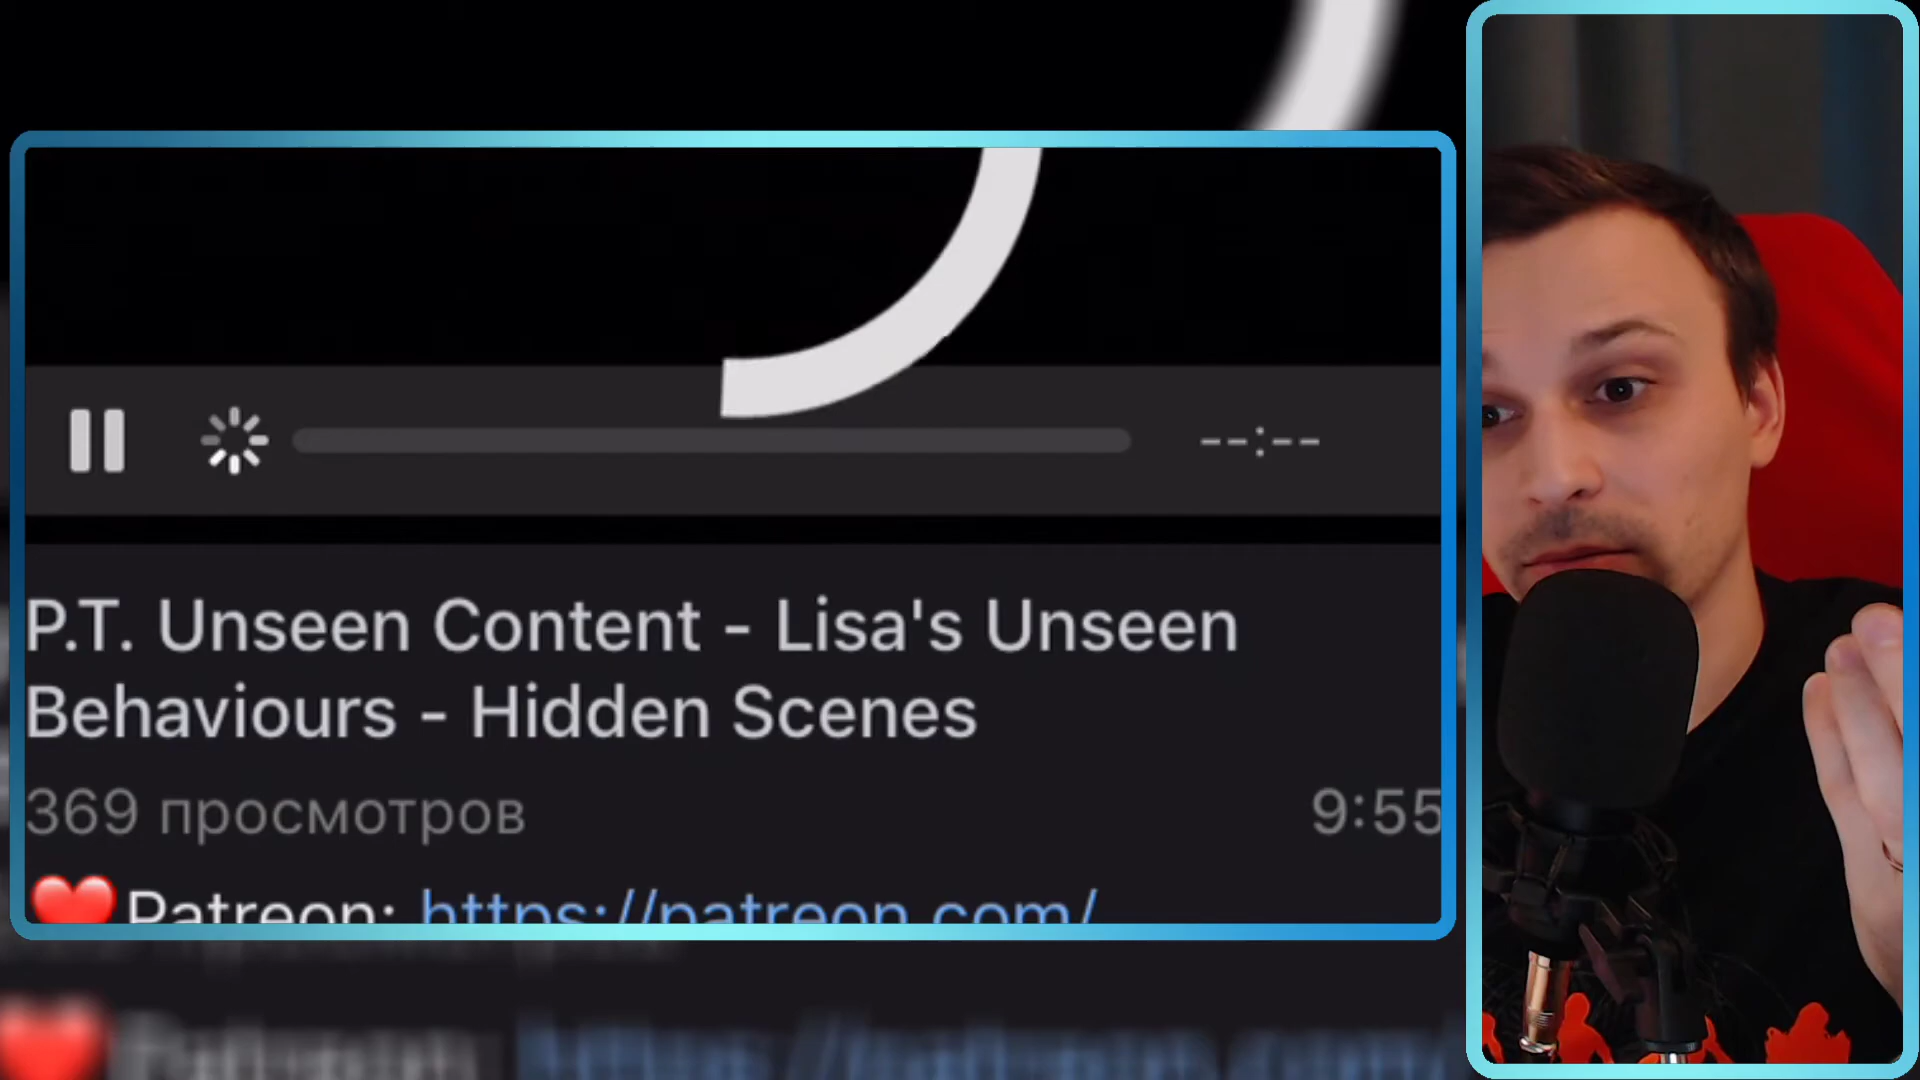 --:--
P.T. Unseen Content - Lisa's Unseen
Behaviours - Hidden Scenes
369 просмотров
9:55
❤️Patreon: https://patreon.com/